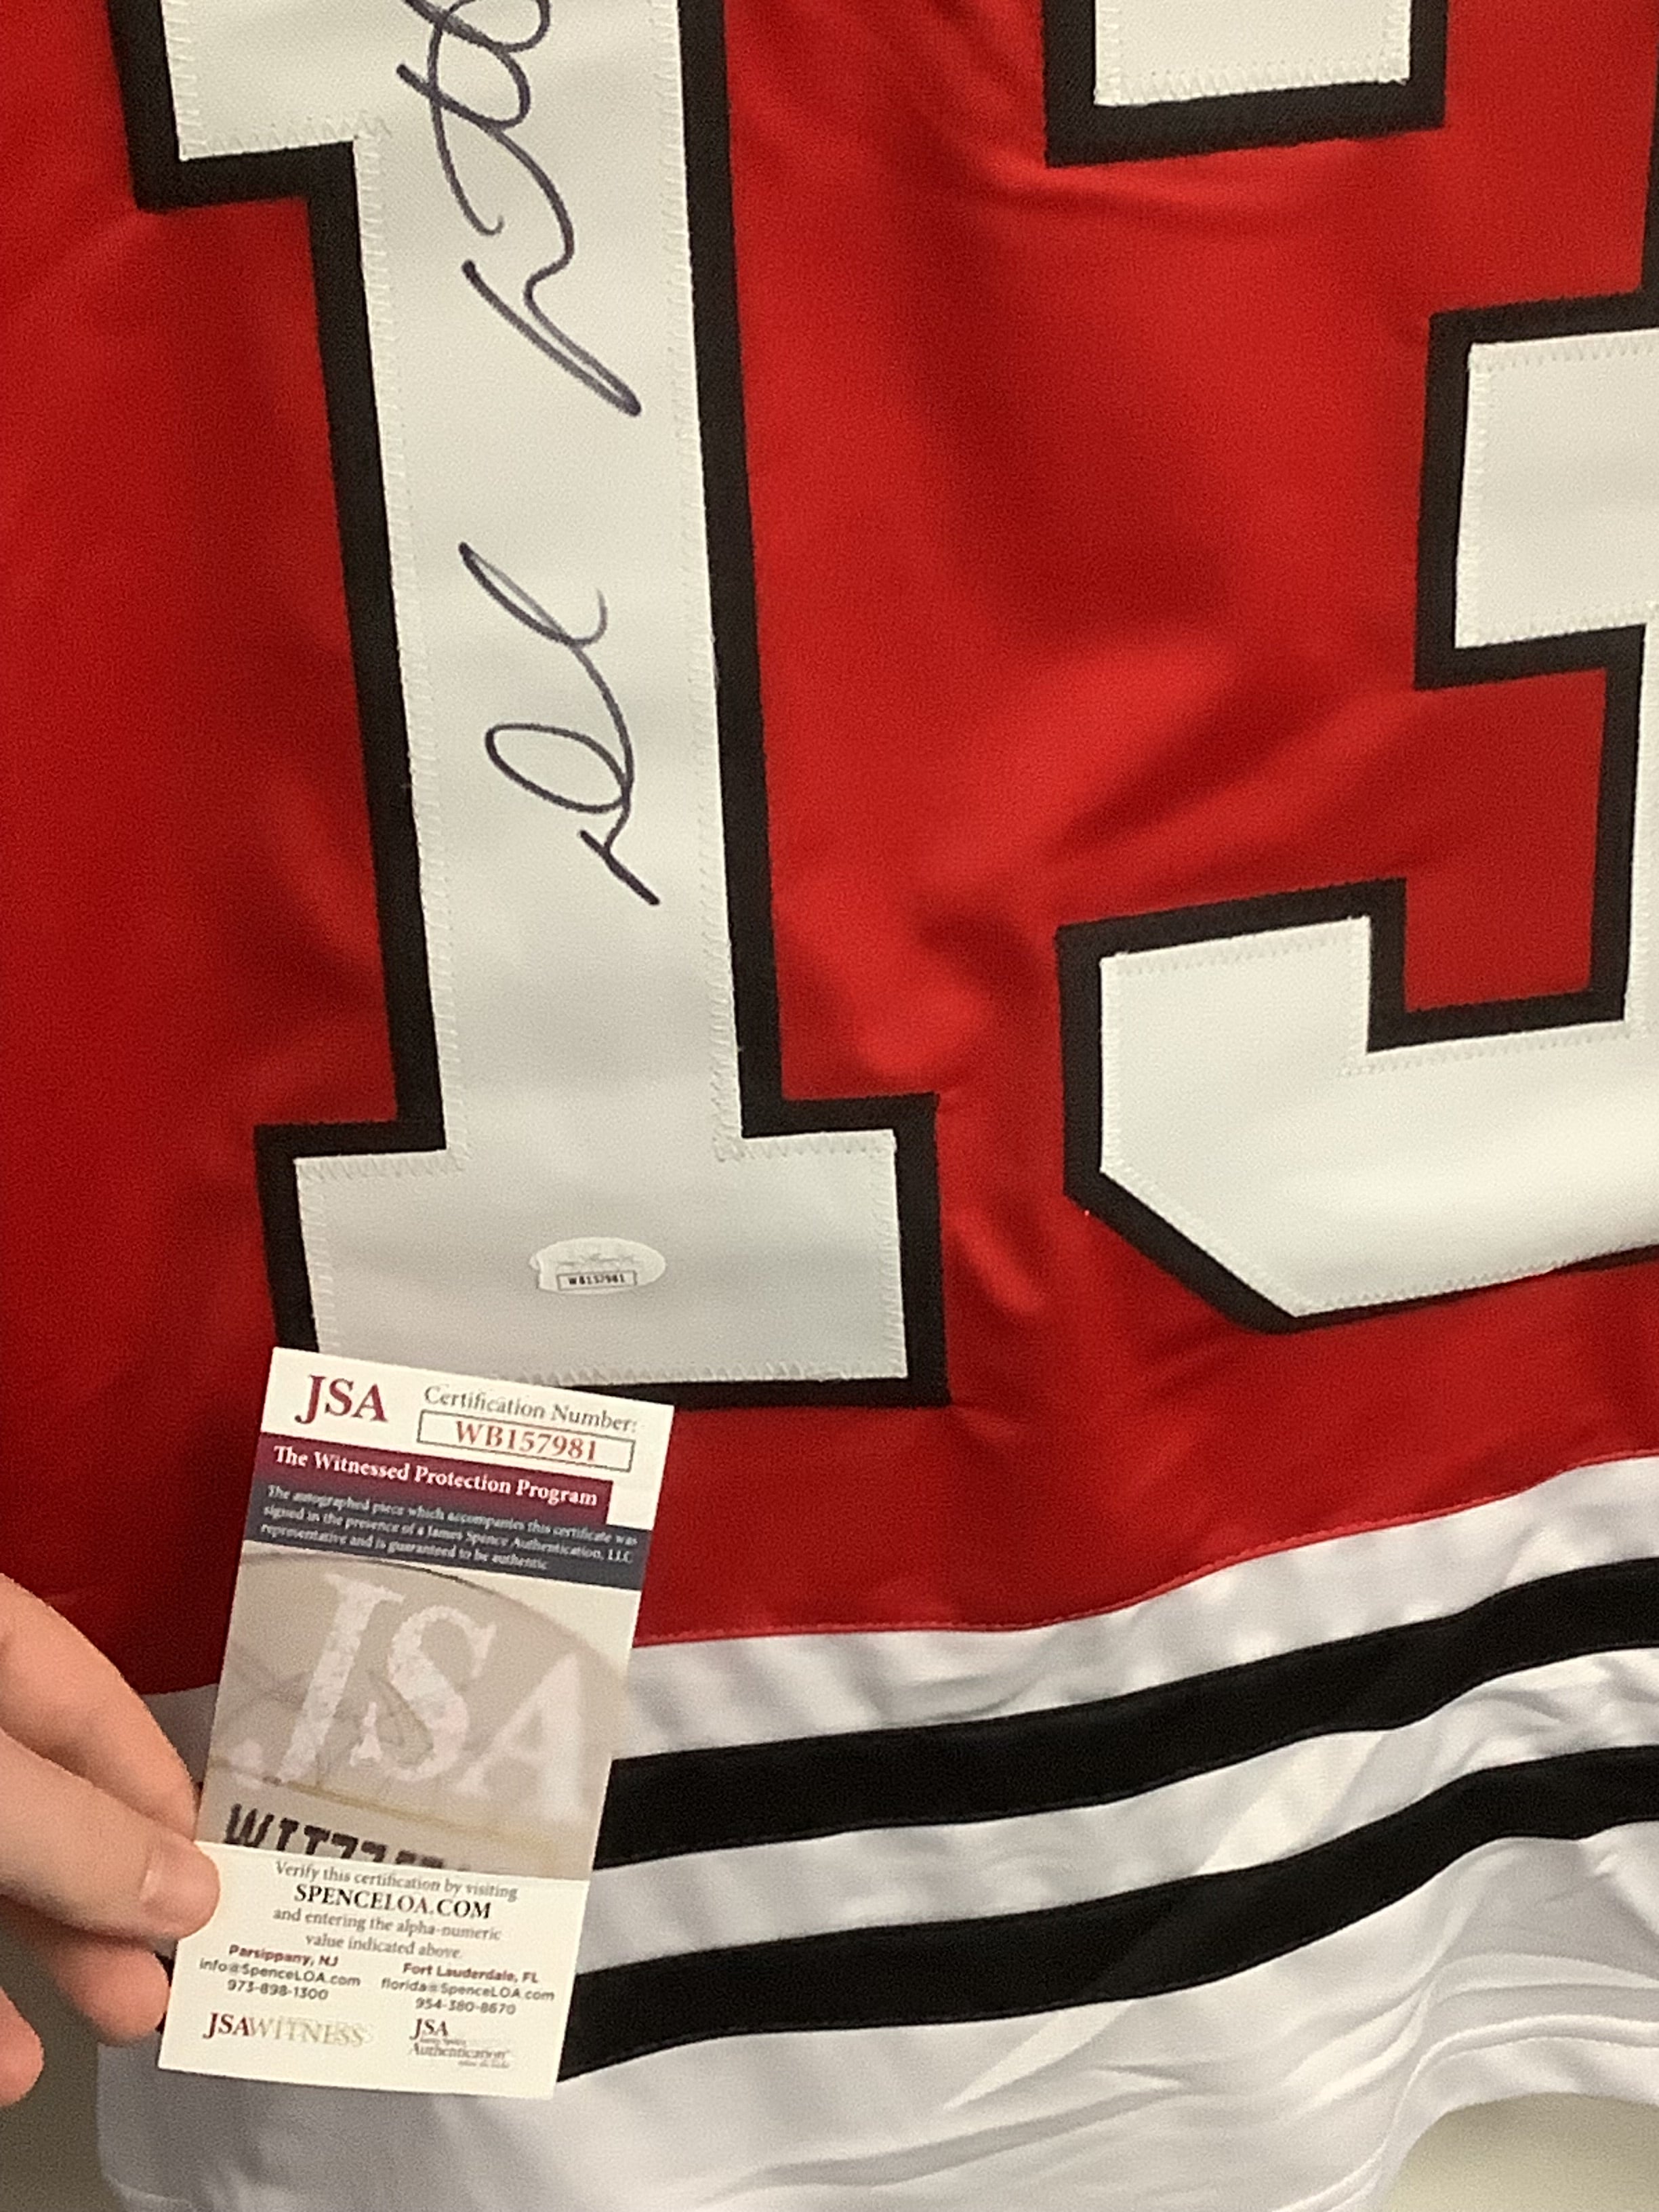 WB157981
JSA
Certification Number:
WB157981
The Witnessed Protection Program
The autographed piece which accompanies this certificate was
signed in the presence of a James Spence Authentication, LLC
representative and is guaranteed to be authentic
JSA
Verify this certification by visiting
SPENCELOA.COM
and entering the alpha-numeric
value indicated above.
Parsippany, NJ
info@SpenceLOA.com
973-898-1300
Fort Lauderdale, FL
florida@SpenceLOA.com
954-380-8670
JSAWITNESS
JSA
Authentication